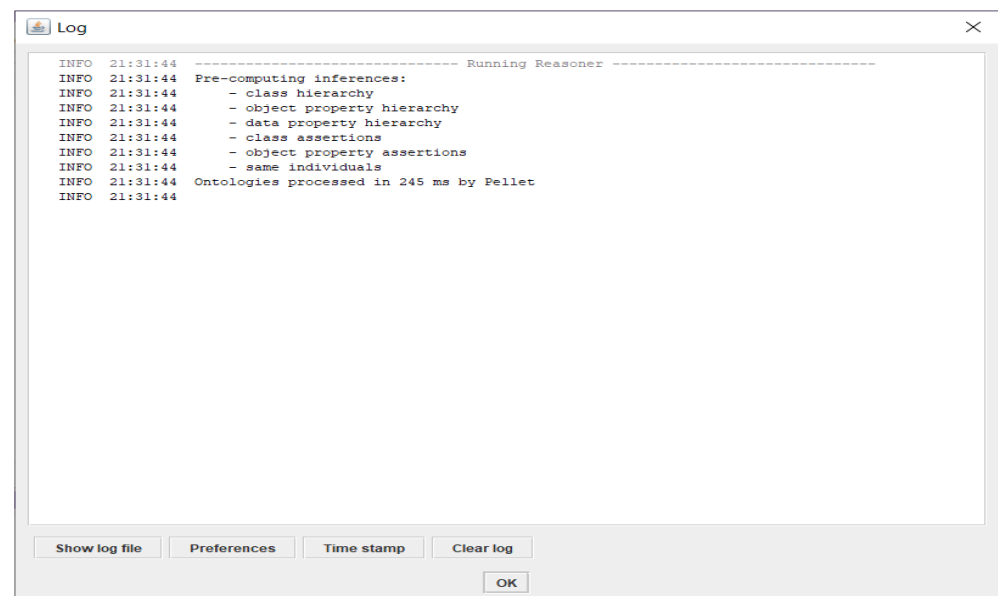 Log
INFO 21:31:44 ------------------------------- Running Reasoner -------------------------------
INFO 21:31:44 Pre-computing inferences:
INFO 21:31:44 - class hierarchy
INFO 21:31:44 - object property hierarchy
INFO 21:31:44 - data property hierarchy
INFO 21:31:44 - class assertions
INFO 21:31:44 - object property assertions
INFO 21:31:44 - same individuals
INFO 21:31:44 Ontologies processed in 245 ms by Pellet
INFO 21:31:44
Show log file Preferences Time stamp Clear log
OK